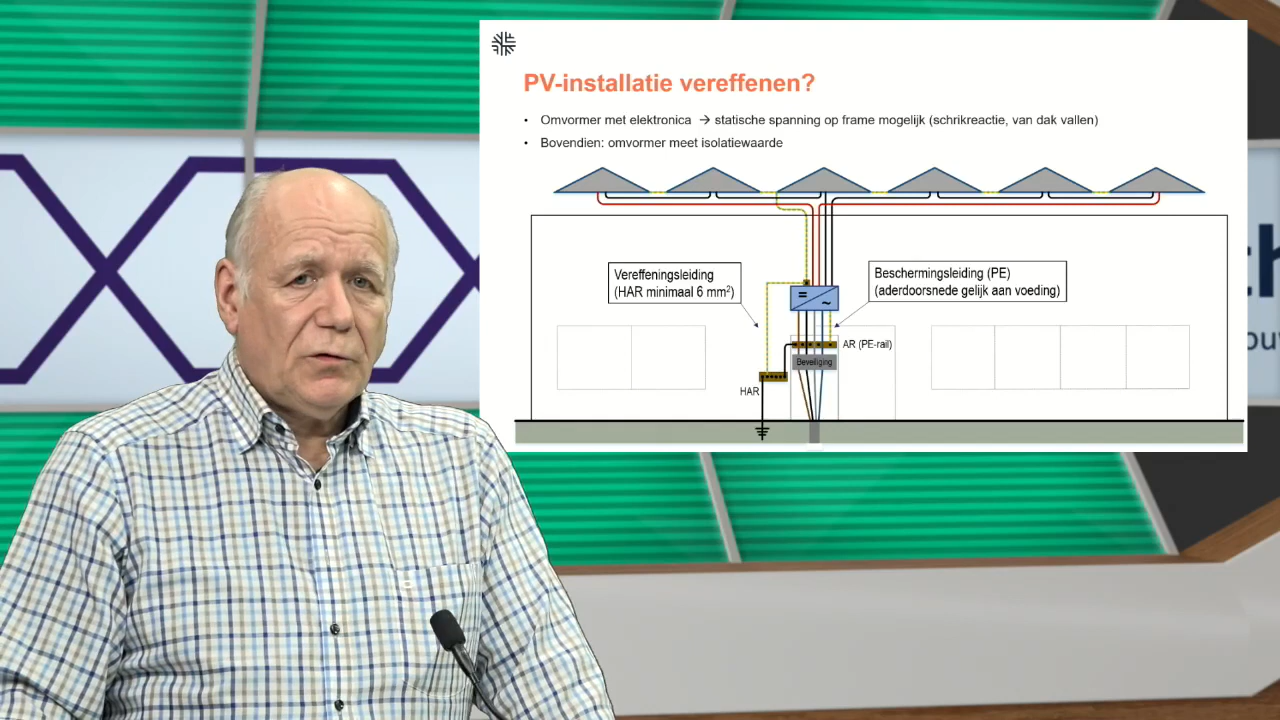 PV-installatie vereffenen?
• Omvormer met elektronica → statische spanning op frame mogelijk (schrikreactie, van dak vallen)
• Bovendien: omvormer meet isolatiewaarde
Vereffeningsleiding
(HAR minimaal 6 mm²)
Beschermingsleiding (PE)
(aderdoorsnede gelijk aan voeding)
=
~
AR (PE-rail)
Beveiliging
HAR